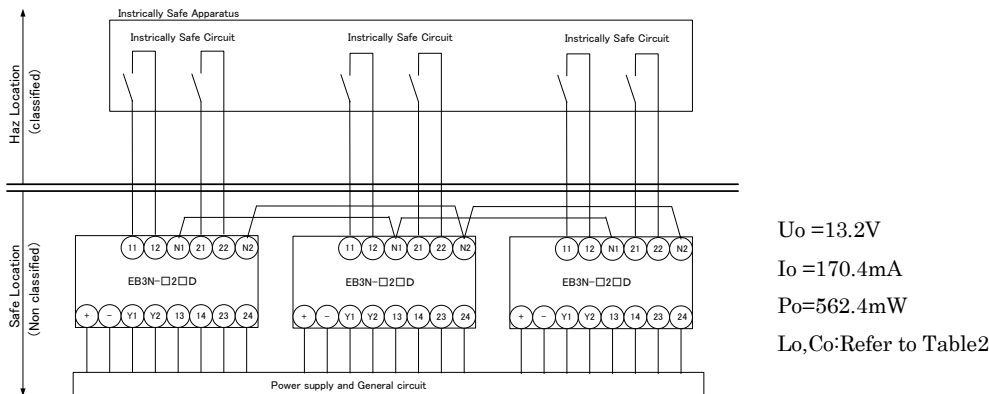 Instrically Safe Apparatus
Instrically Safe Circuit Instrically Safe Circuit Instrically Safe Circuit
Haz Location
(classified)
Safe Location
(Non classified)
11 12 N1 21 22 N2 11 12 N1 21 22 N2 11 12 N1 21 22 N2
EB3N-□2□D EB3N-□2□D EB3N-□2□D
+ - Y1 Y2 13 14 23 24 + - Y1 Y2 13 14 23 24 + - Y1 Y2 13 14 23 24
Power supply and General circuit
Uo =13.2V
Io =170.4mA
Po=562.4mW
Lo,Co:Refer to Table2